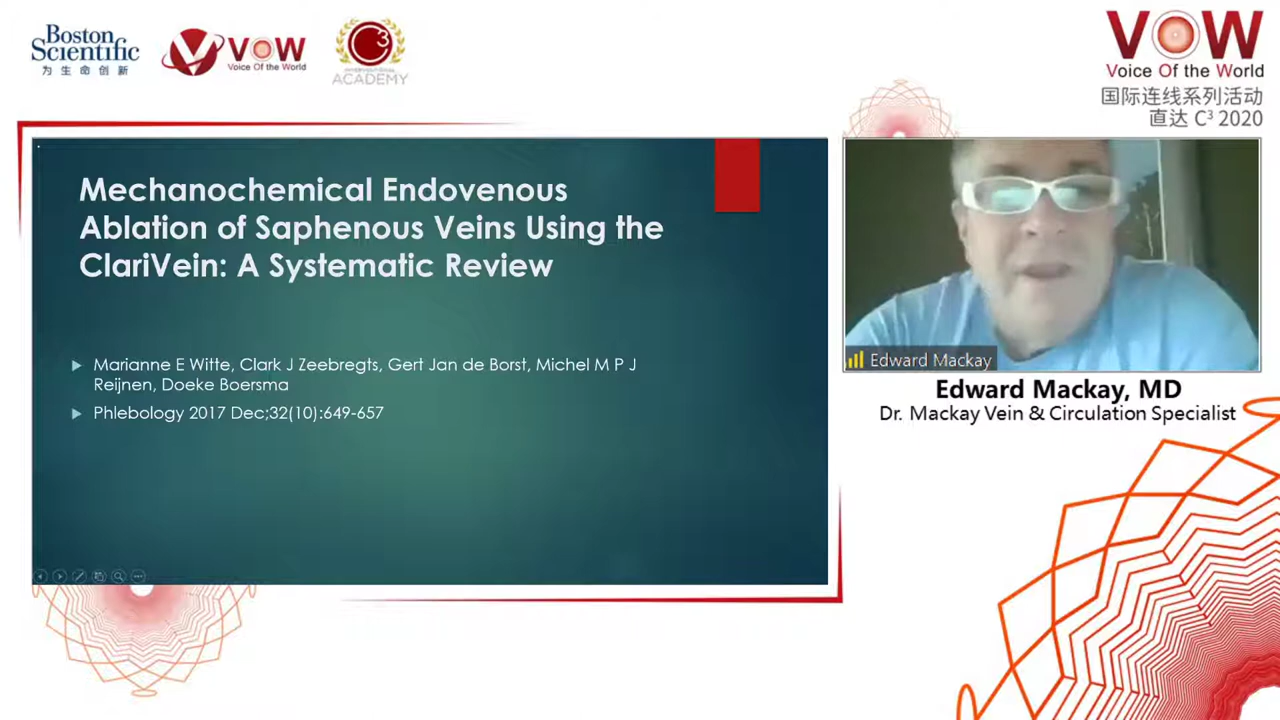 Boston
Scientific
为生命创新
VOW
Voice Of the World
C3
ACADEMY
VOW
Voice Of the World
国际连线系列活动
直达 C³ 2020
Mechanochemical Endovenous
Ablation of Saphenous Veins Using the
ClariVein: A Systematic Review
Marianne E Witte, Clark J Zeebregts, Gert Jan de Borst, Michel M P J
Reijnen, Doeke Boersma
Phlebology 2017 Dec;32(10):649-657
Edward Mackay
Edward Mackay, MD
Dr. Mackay Vein & Circulation Specialist